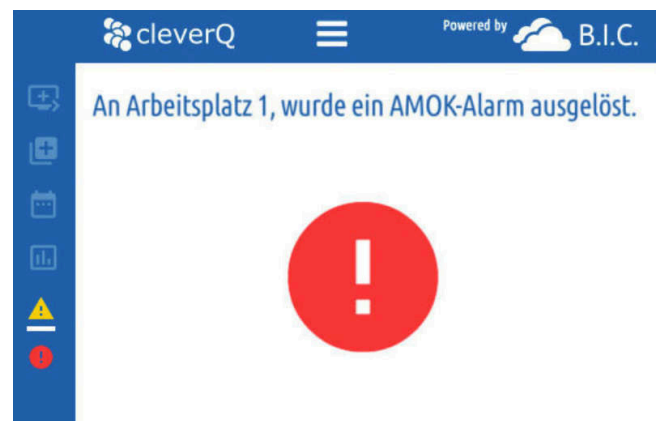 cleverQ
Powered by B.I.C.
An Arbeitsplatz 1, wurde ein AMOK-Alarm ausgelöst.